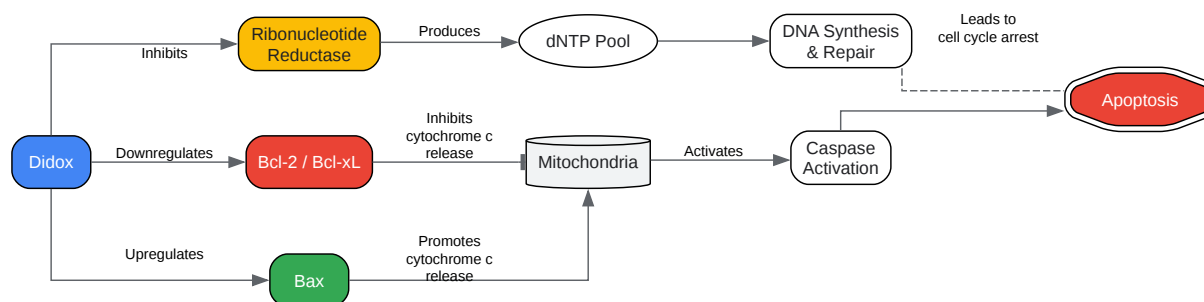 Leads to
cell cycle arrest
Ribonucleotide
Reductase
Produces
dNTP Pool
DNA Synthesis
& Repair
Inhibits
Apoptosis
Inhibits
cytochrome c
release
Didox
Downregulates
Bcl-2 / Bcl-xL
Mitochondria
Activates
Caspase
Activation
Upregulates
Promotes
cytochrome c
release
Bax